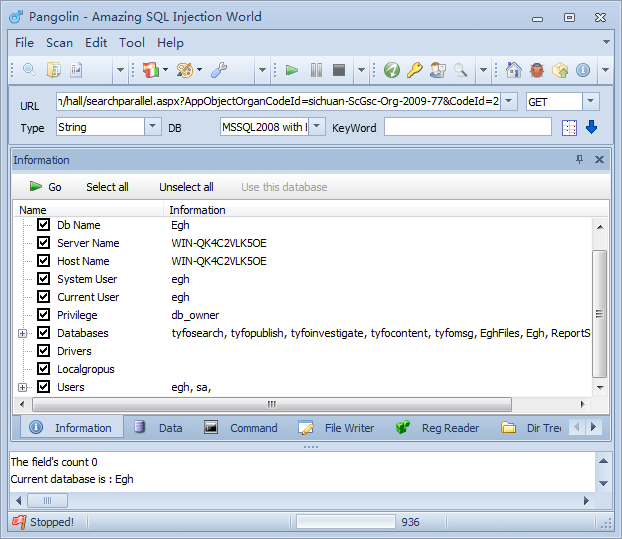 Pangolin - Amazing SQL Injection World
File Scan Edit Tool Help
URL n/hall/searchparallel.aspx?AppObjectOrganCodeId=sichuan-ScGsc-Org-2009-77&CodeId=2 GET
Type String DB MSSQL2008 with KeyWord
Information
Go Select all Unselect all Use this database
Name Information
Db Name Egh
Server Name WIN-QK4C2VLK5OE
Host Name WIN-QK4C2VLK5OE
System User egh
Current User egh
Privilege db_owner
Databases tyfosearch, tyfopublish, tyfoinvestigate, tyfocontent, tyfomsg, EghFiles, Egh, ReportS
Drivers
Localgropus
Users egh, sa,
Information Data Command File Writer Reg Reader Dir Tree
The field's count 0
Current database is : Egh
Stopped! 936